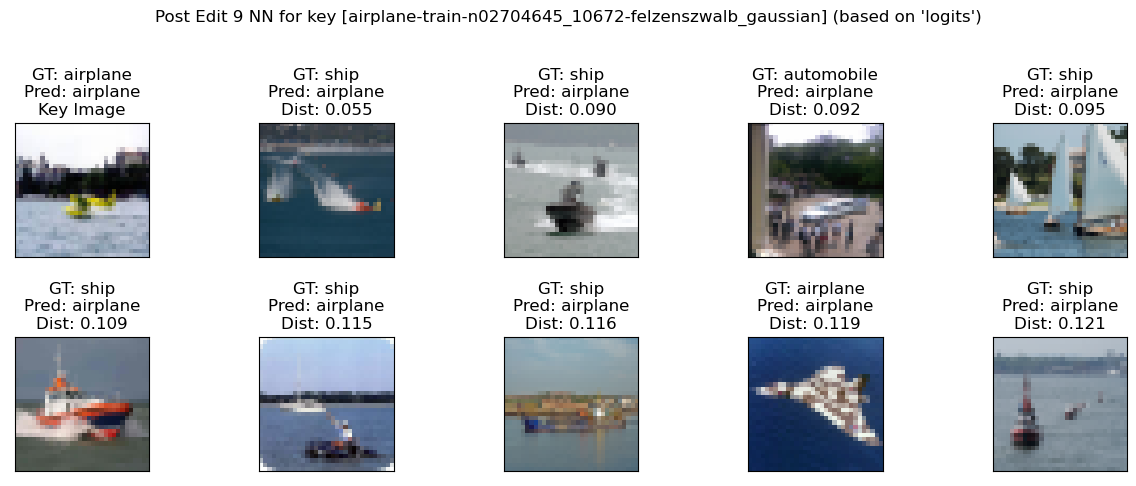 Post Edit 9 NN for key [airplane-train-n02704645_10672-felzenszwalb_gaussian] (based on 'logits')
GT: airplane
Pred: airplane
Key Image
GT: ship
Pred: airplane
Dist: 0.055
GT: ship
Pred: airplane
Dist: 0.090
GT: automobile
Pred: airplane
Dist: 0.092
GT: ship
Pred: airplane
Dist: 0.095
GT: ship
Pred: airplane
Dist: 0.109
GT: ship
Pred: airplane
Dist: 0.115
GT: ship
Pred: airplane
Dist: 0.116
GT: airplane
Pred: airplane
Dist: 0.119
GT: ship
Pred: airplane
Dist: 0.121